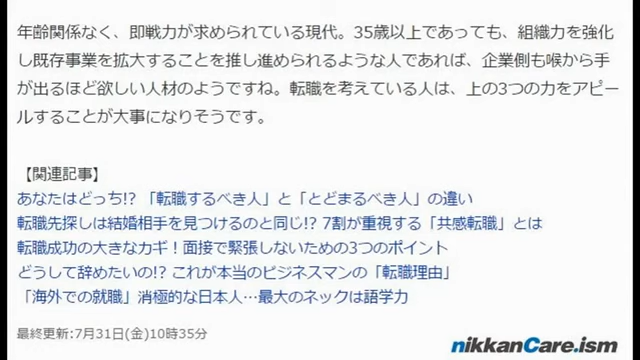 年齢関係なく、即戦力が求められている現代。35歳以上であっても、組織力を強化
し既存事業を拡大することを推し進められるような人であれば、企業側も喉から手
が出るほど欲しい人材のようですね。転職を考えている人は、上の3つの力をアピー
ルすることが大事になりそうです。
【関連記事】
あなたはどっち!? 「転職するべき人」と「とどまるべき人」の違い
転職先探しは結婚相手を見つけるのと同じ!? 7割が重視する「共感転職」とは
転職成功の大きなカギ！面接で緊張しないための3つのポイント
どうして辞めたいの!? これが本当のビジネスマンの「転職理由」
「海外での就職」消極的な日本人…最大のネックは語学力
最終更新:7月31日(金)10時35分
nikkanCare.ism